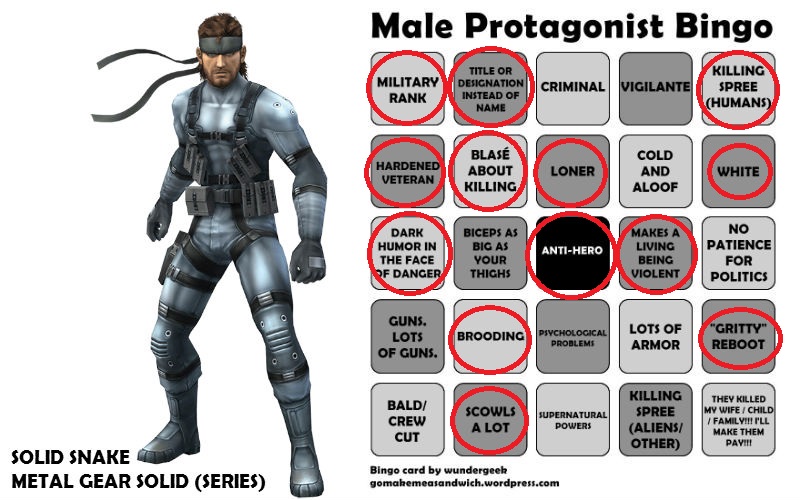 Male Protagonist Bingo
MILITARY
RANK
TITLE OR
DESIGNATION
INSTEAD OF
NAME
CRIMINAL
VIGILANTE
KILLING
SPREE
(HUMANS)
HARDENED
VETERAN
BLASÉ
ABOUT
KILLING
LONER
COLD
AND
ALOOF
WHITE
DARK
HUMOR IN
THE FACE
OF DANGER
BICEPS AS
BIG AS
YOUR
THIGHS
ANTI-HERO
MAKES A
LIVING
BEING
VIOLENT
NO
PATIENCE
FOR
POLITICS
GUNS.
LOTS
OF GUNS.
BROODING
PSYCHOLOGICAL
PROBLEMS
LOTS OF
ARMOR
"GRITTY"
REBOOT
BALD/
CREW
CUT
SCOWLS
A LOT
SUPERNATURAL
POWERS
KILLING
SPREE
(ALIENS/
OTHER)
THEY KILLED
MY WIFE / CHILD
/ FAMILY!!! I'LL
MAKE THEM
PAY!!!
SOLID SNAKE
METAL GEAR SOLID (SERIES)
Bingo card by wundergeek
gomakemeasandwich.wordpress.com